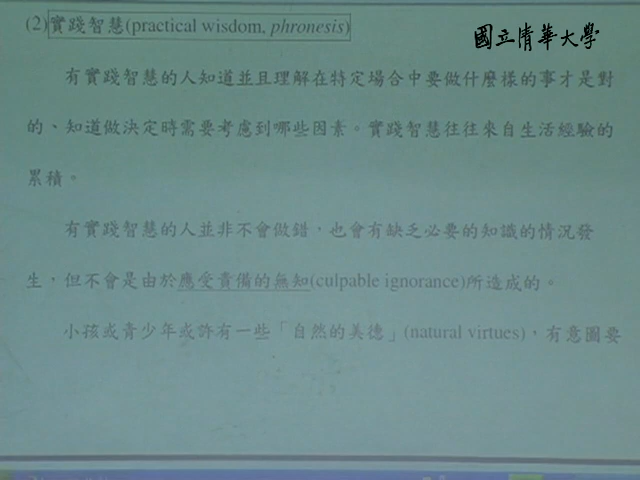 (2)實踐智慧(practical wisdom, phronesis)
國立清華大學
有實踐智慧的人知道並且理解在特定場合中要做什麼樣的事才是對
的、知道做決定時需要考慮到哪些因素。實踐智慧往往來自生活經驗的
累積。
有實踐智慧的人並非不會做錯，也會有缺乏必要的知識的情況發
生，但不會是由於應受責備的無知(culpable ignorance)所造成的。
小孩或青少年或許有一些「自然的美德」(natural virtues)，有意圖要